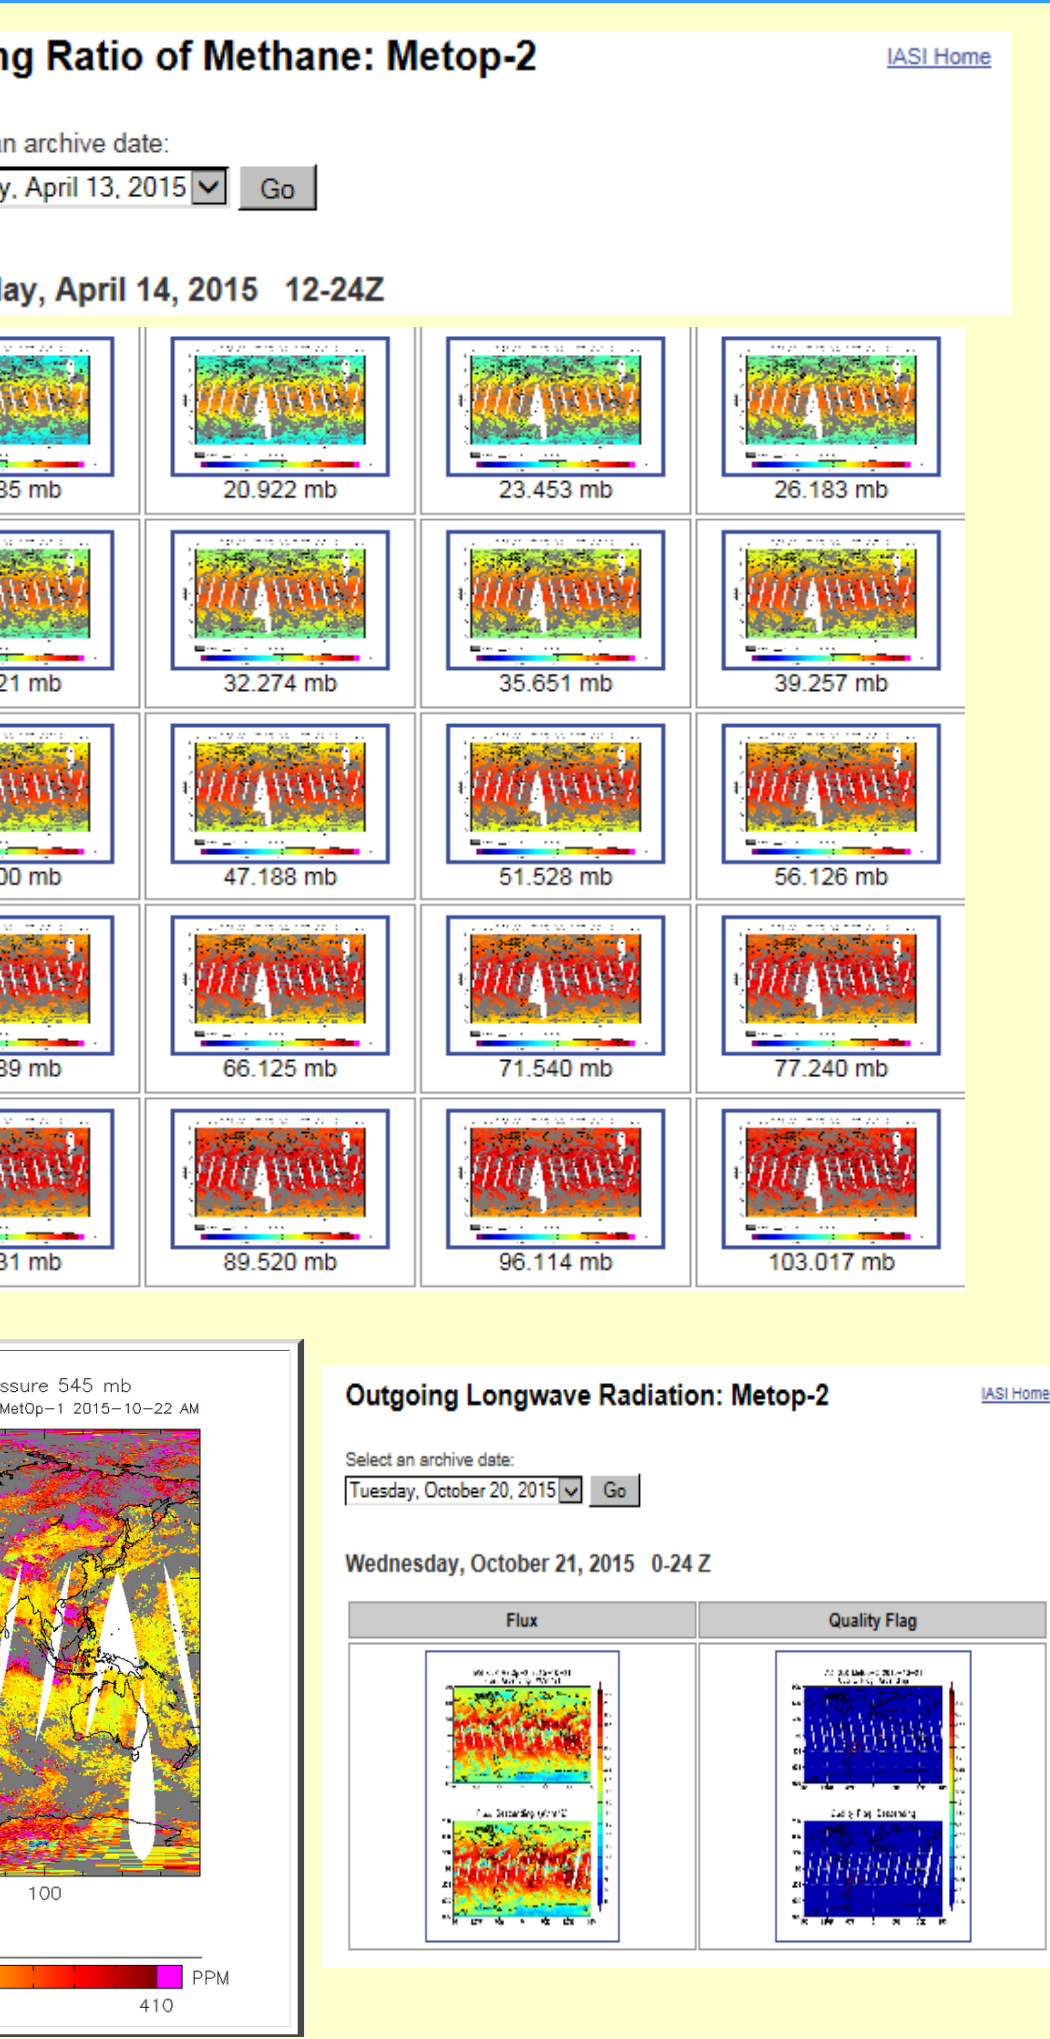 ng Ratio of Methane: Metop-2
IASI Home
an archive date:
y, April 13, 2015
Go
day, April 14, 2015 12-24Z
85 mb
20.922 mb
23.453 mb
26.183 mb
21 mb
32.274 mb
35.651 mb
39.257 mb
00 mb
47.188 mb
51.528 mb
56.126 mb
39 mb
66.125 mb
71.540 mb
77.240 mb
31 mb
89.520 mb
96.114 mb
103.017 mb
ssure 545 mb
MetOp-1 2015-10-22 AM
100
PPM
410
Outgoing Longwave Radiation: Metop-2
IASI Home
Select an archive date:
Tuesday, October 20, 2015
Go
Wednesday, October 21, 2015 0-24 Z
Flux
Quality Flag